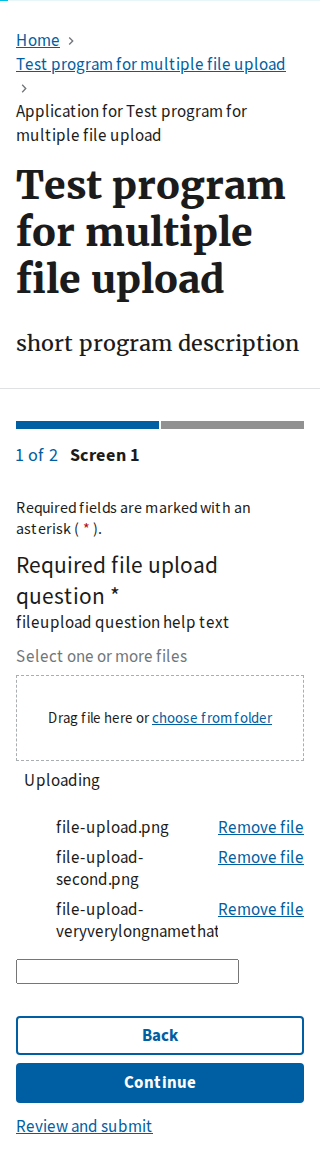 Home
Test program for multiple file upload
Application for Test program for
multiple file upload
Test program
for multiple
file upload
short program description
1 of 2 Screen 1
Required fields are marked with an
asterisk ( * ).
Required file upload
question *
fileupload question help text
Select one or more files
Drag file here or choose from folder
Uploading
file-upload.png Remove file
file-upload- Remove file
second.png
file-upload- Remove file
veryverylongnamethat
Back
Continue
Review and submit